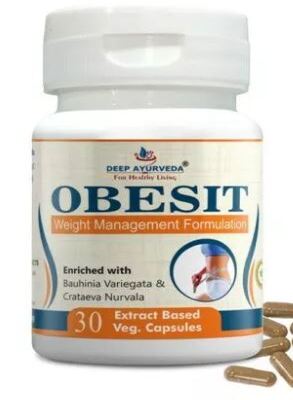 DEEP AYURVEDA®
For Healthy Living
OBESIT
Weight Management Formulation
Enriched with
Bauhinia Variegata &
Crataeva Nurvala
30 Extract Based
Veg. Capsules